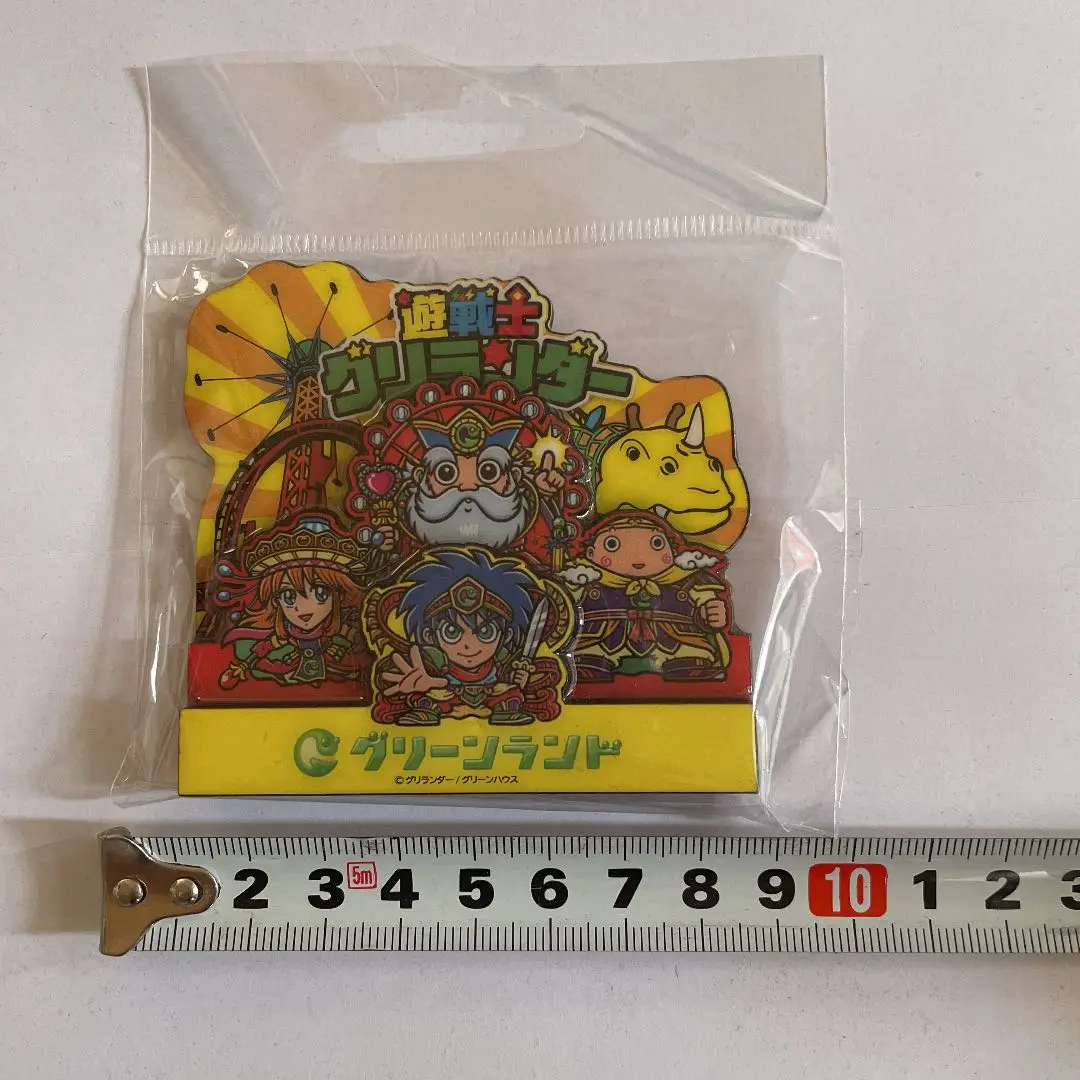 遊戦士
グリランダー
グリーンランド
©グリランダー/グリーンハウス
2 3 5m 4 5 6 7 8 9 10 1 2 3